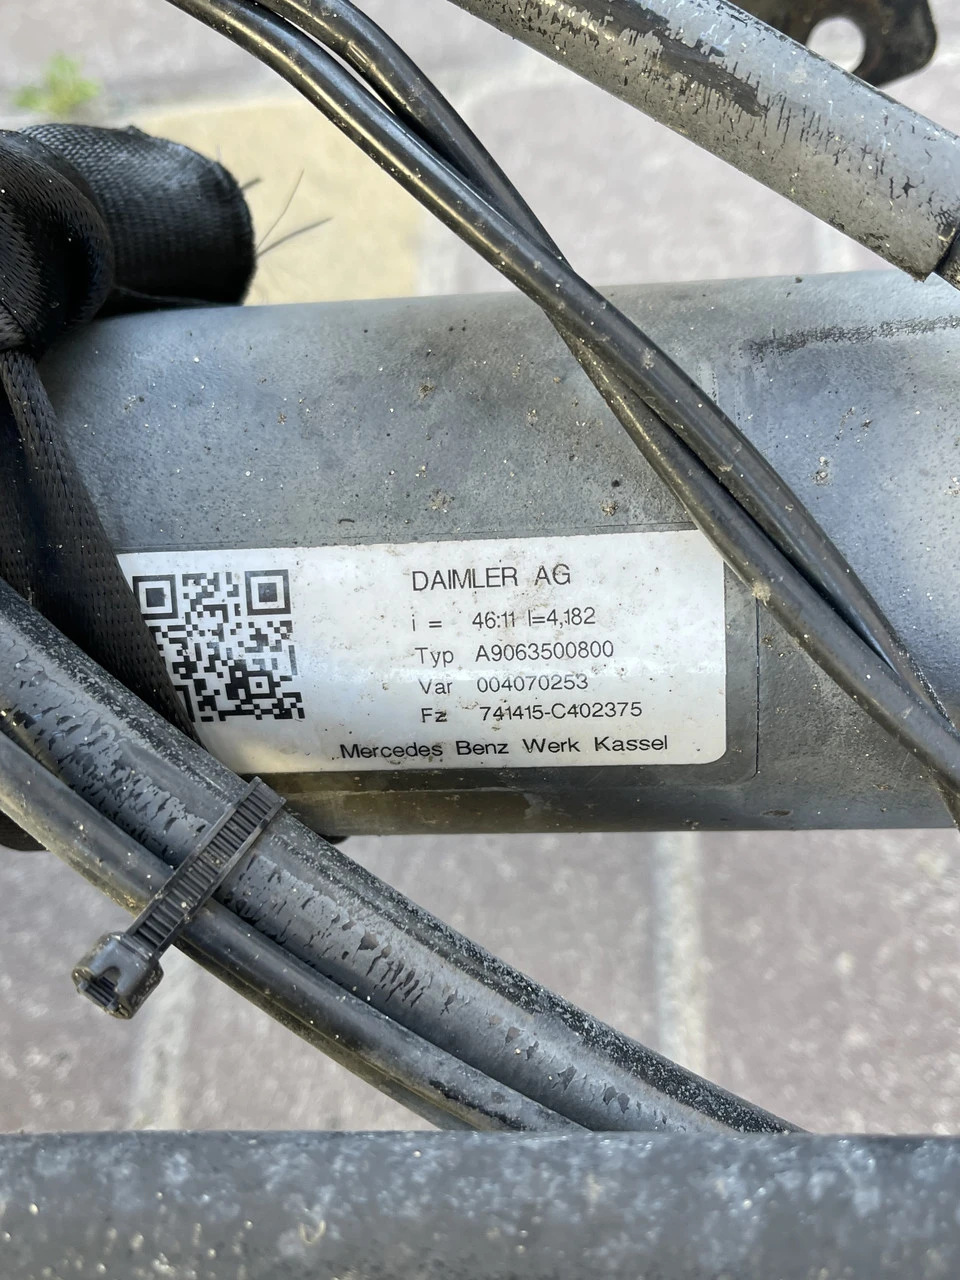 DAIMLER AG
i = 46:11 I=4,182
Typ A9063500800
Var 004070253
Fz 741415-C402375
Mercedes Benz Werk Kassel